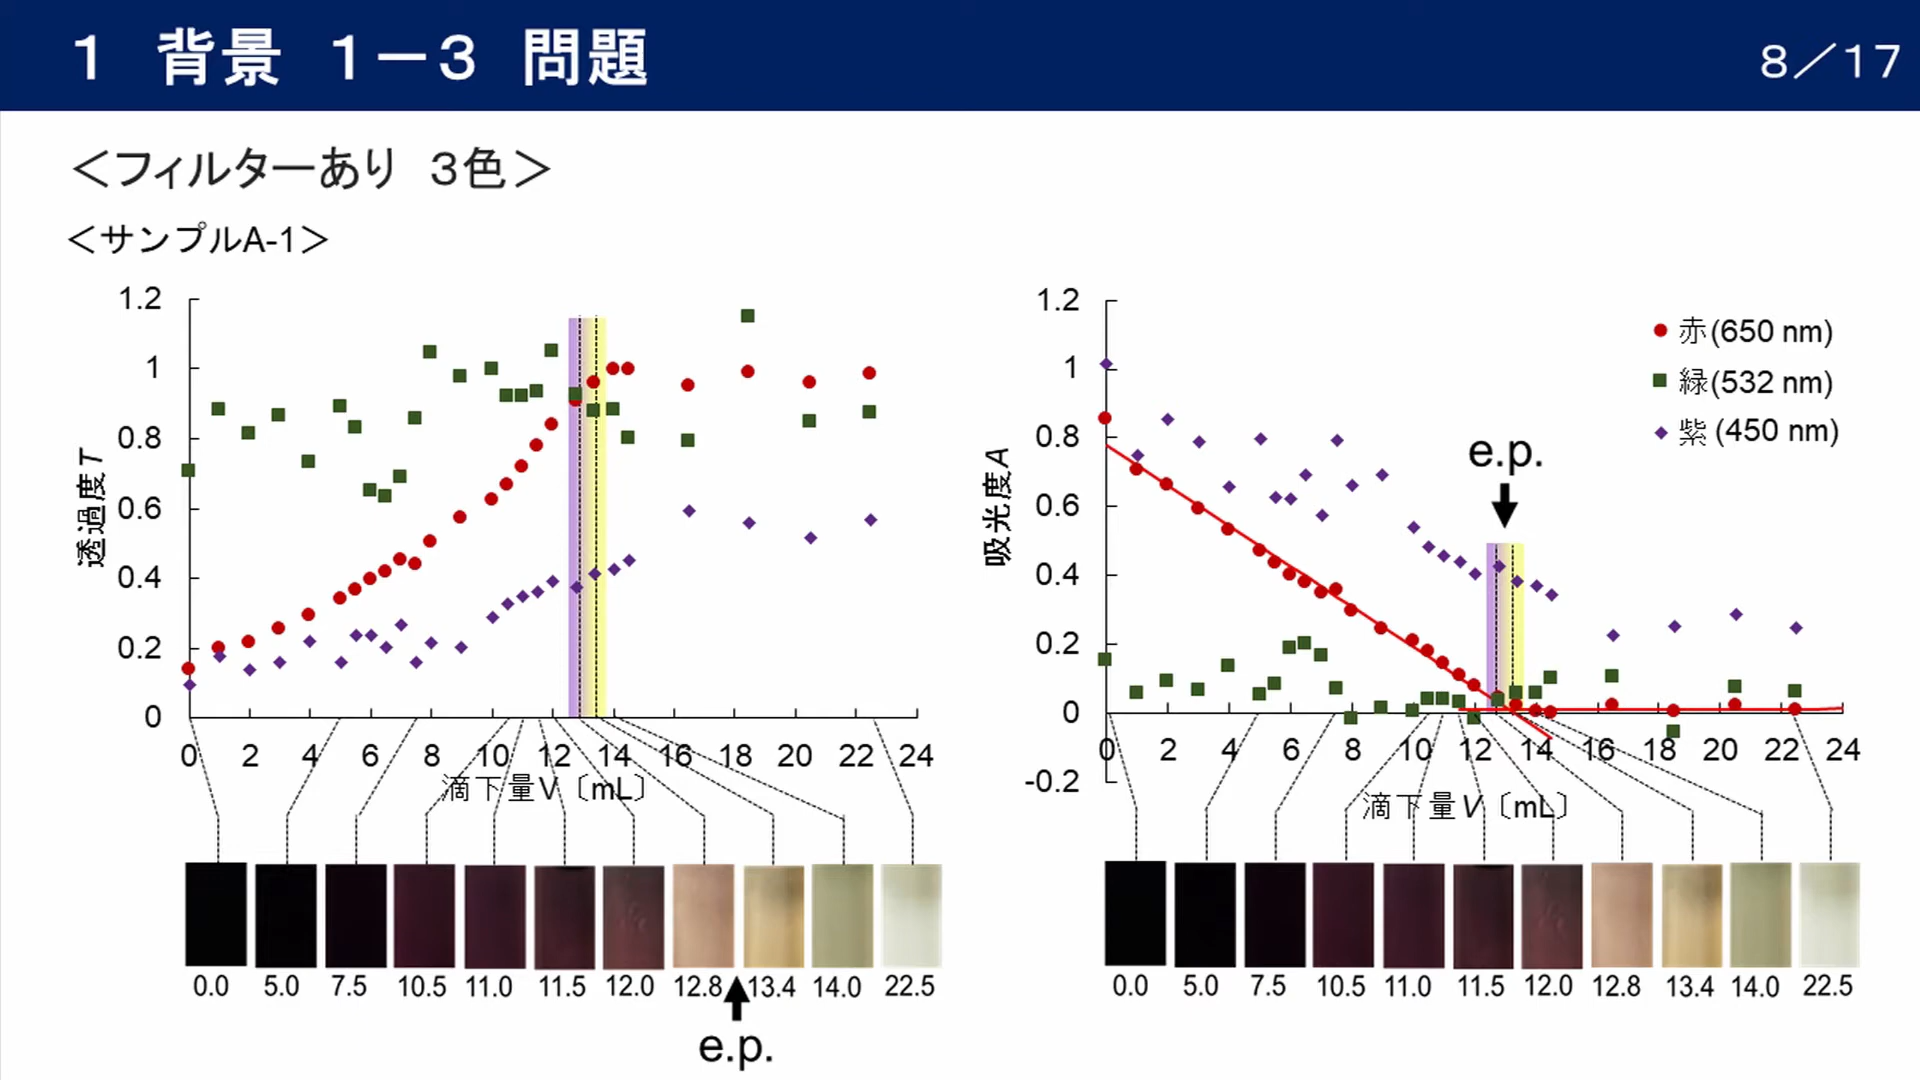 1 背景 1－3 問題
8／17
＜フィルターあり 3色＞
＜サンプルA-1＞
透過度T
1.2
1
0.8
0.6
0.4
0.2
0
0 2 4 6 8 10 12 14 16 18 20 22 24
滴下量V〔mL〕
0.0 5.0 7.5 10.5 11.0 11.5 12.0 12.8 13.4 14.0 22.5
e.p.
吸光度A
1.2
1
0.8
0.6
0.4
0.2
0
-0.2
赤(650 nm)
緑(532 nm)
紫(450 nm)
e.p.
0 2 4 6 8 10 12 14 16 18 20 22 24
滴下量V〔mL〕
0.0 5.0 7.5 10.5 11.0 11.5 12.0 12.8 13.4 14.0 22.5